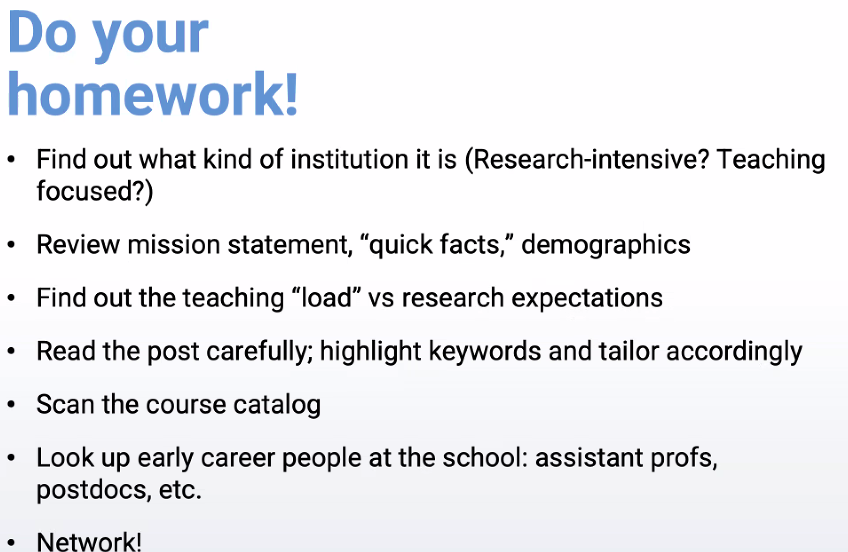 Do your
homework!
• Find out what kind of institution it is (Research-intensive? Teaching
focused?)
• Review mission statement, “quick facts,” demographics
• Find out the teaching “load” vs research expectations
• Read the post carefully; highlight keywords and tailor accordingly
• Scan the course catalog
• Look up early career people at the school: assistant profs,
postdocs, etc.
• Network!